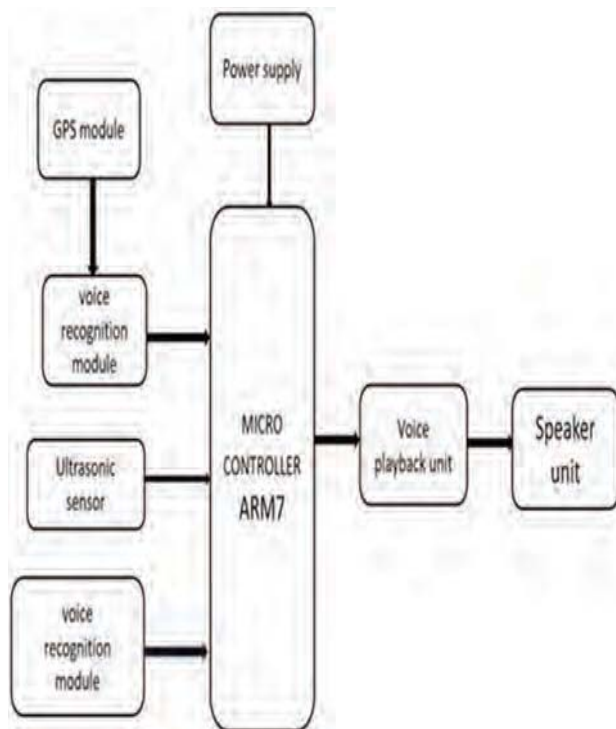 Power supply
GPS module
voice
recognition
module
MICRO
CONTROLLER
ARM7
Voice
playback unit
Speaker
unit
Ultrasonic
sensor
voice
recognition
module